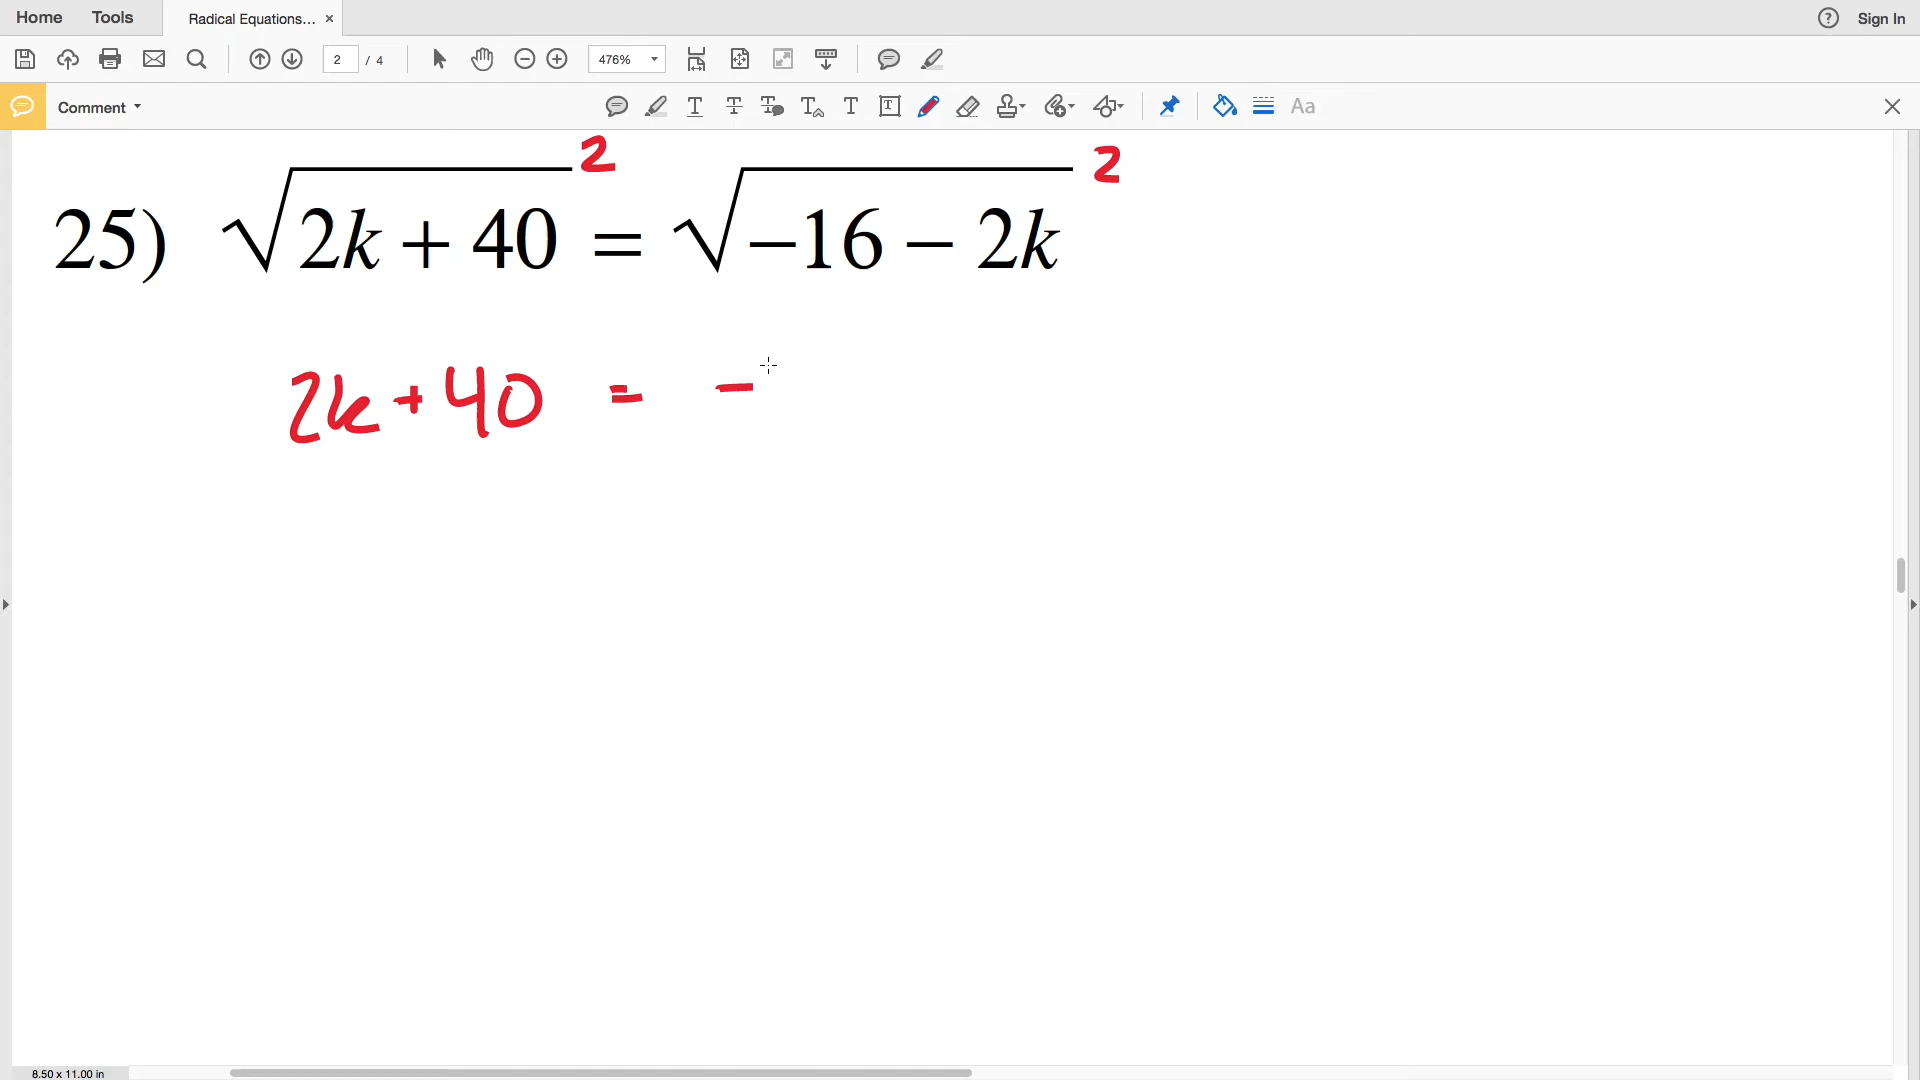 Home Tools Radical Equations... × ? Sign In
2 / 4 476%
Comment Aa
2 2
25) √2k + 40 = √−16 − 2k
2k + 40 = −
8.50 x 11.00 in